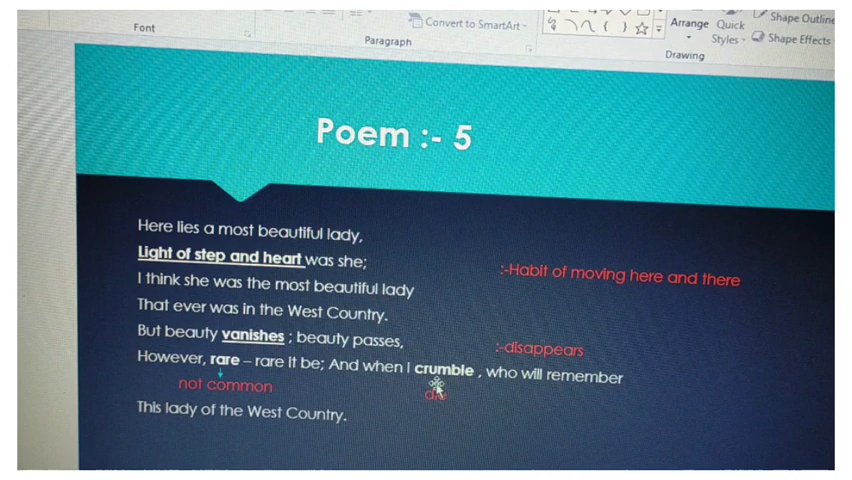 Convert to SmartArt
Arrange
Quick
Styles
Shape Outline
Shape Effects
Font
Paragraph
Drawing
Poem :- 5
Here lies a most beautiful lady,
Light of step and heart was she;
:-Habit of moving here and there
I think she was the most beautiful lady
That ever was in the West Country.
But beauty vanishes ; beauty passes,
:-disappears
However, rare – rare it be; And when I crumble , who will remember
not common
This lady of the West Country.